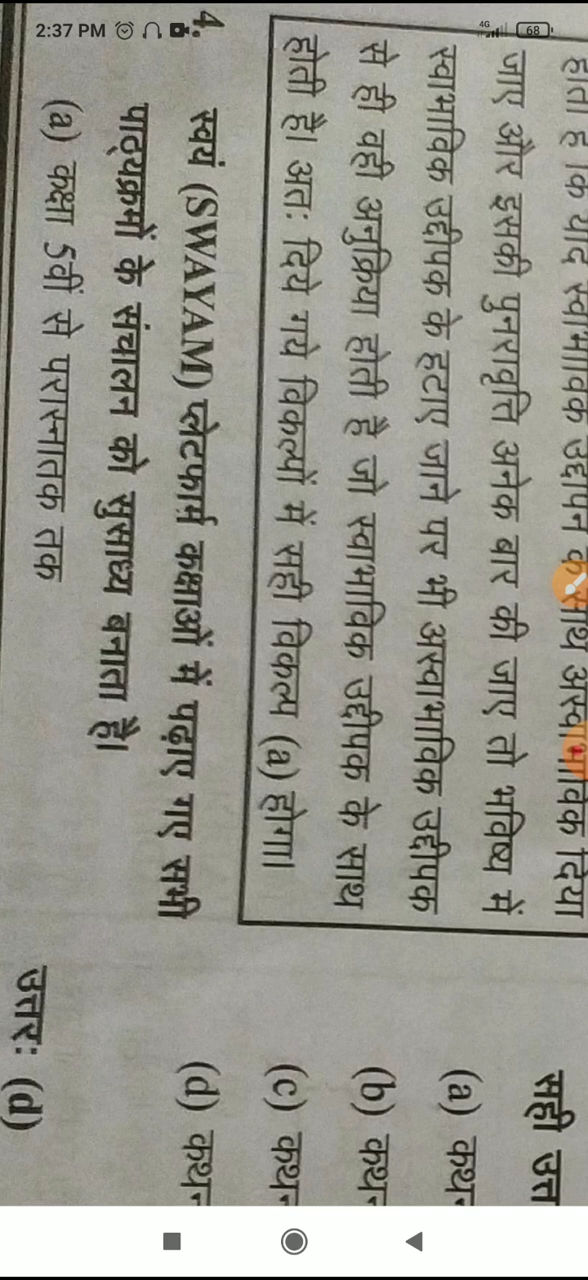 2:37 PM
4G
68
होता है कि यदि स्वाभाविक उद्दीपन के साथ अस्वाभाविक दिया
जाए और इसकी पुनरावृत्ति अनेक बार की जाए तो भविष्य में
स्वाभाविक उद्दीपक के हटाए जाने पर भी अस्वाभाविक उद्दीपक
से ही वही अनुक्रिया होती है जो स्वाभाविक उद्दीपक के साथ
होती है। अतः दिये गये विकल्पों में सही विकल्प (a) होगा।
4. स्वयं (SWAYAM) प्लेटफार्म कक्षाओं में पढ़ाए गए सभी
पाठ्यक्रमों के संचालन को सुसाध्य बनाता है।
(a) कक्षा 5वीं से परास्नातक तक
सही उत्त
(a) कथन
(b) कथन
(c) कथन
(d) कथन
उत्तरः (d)